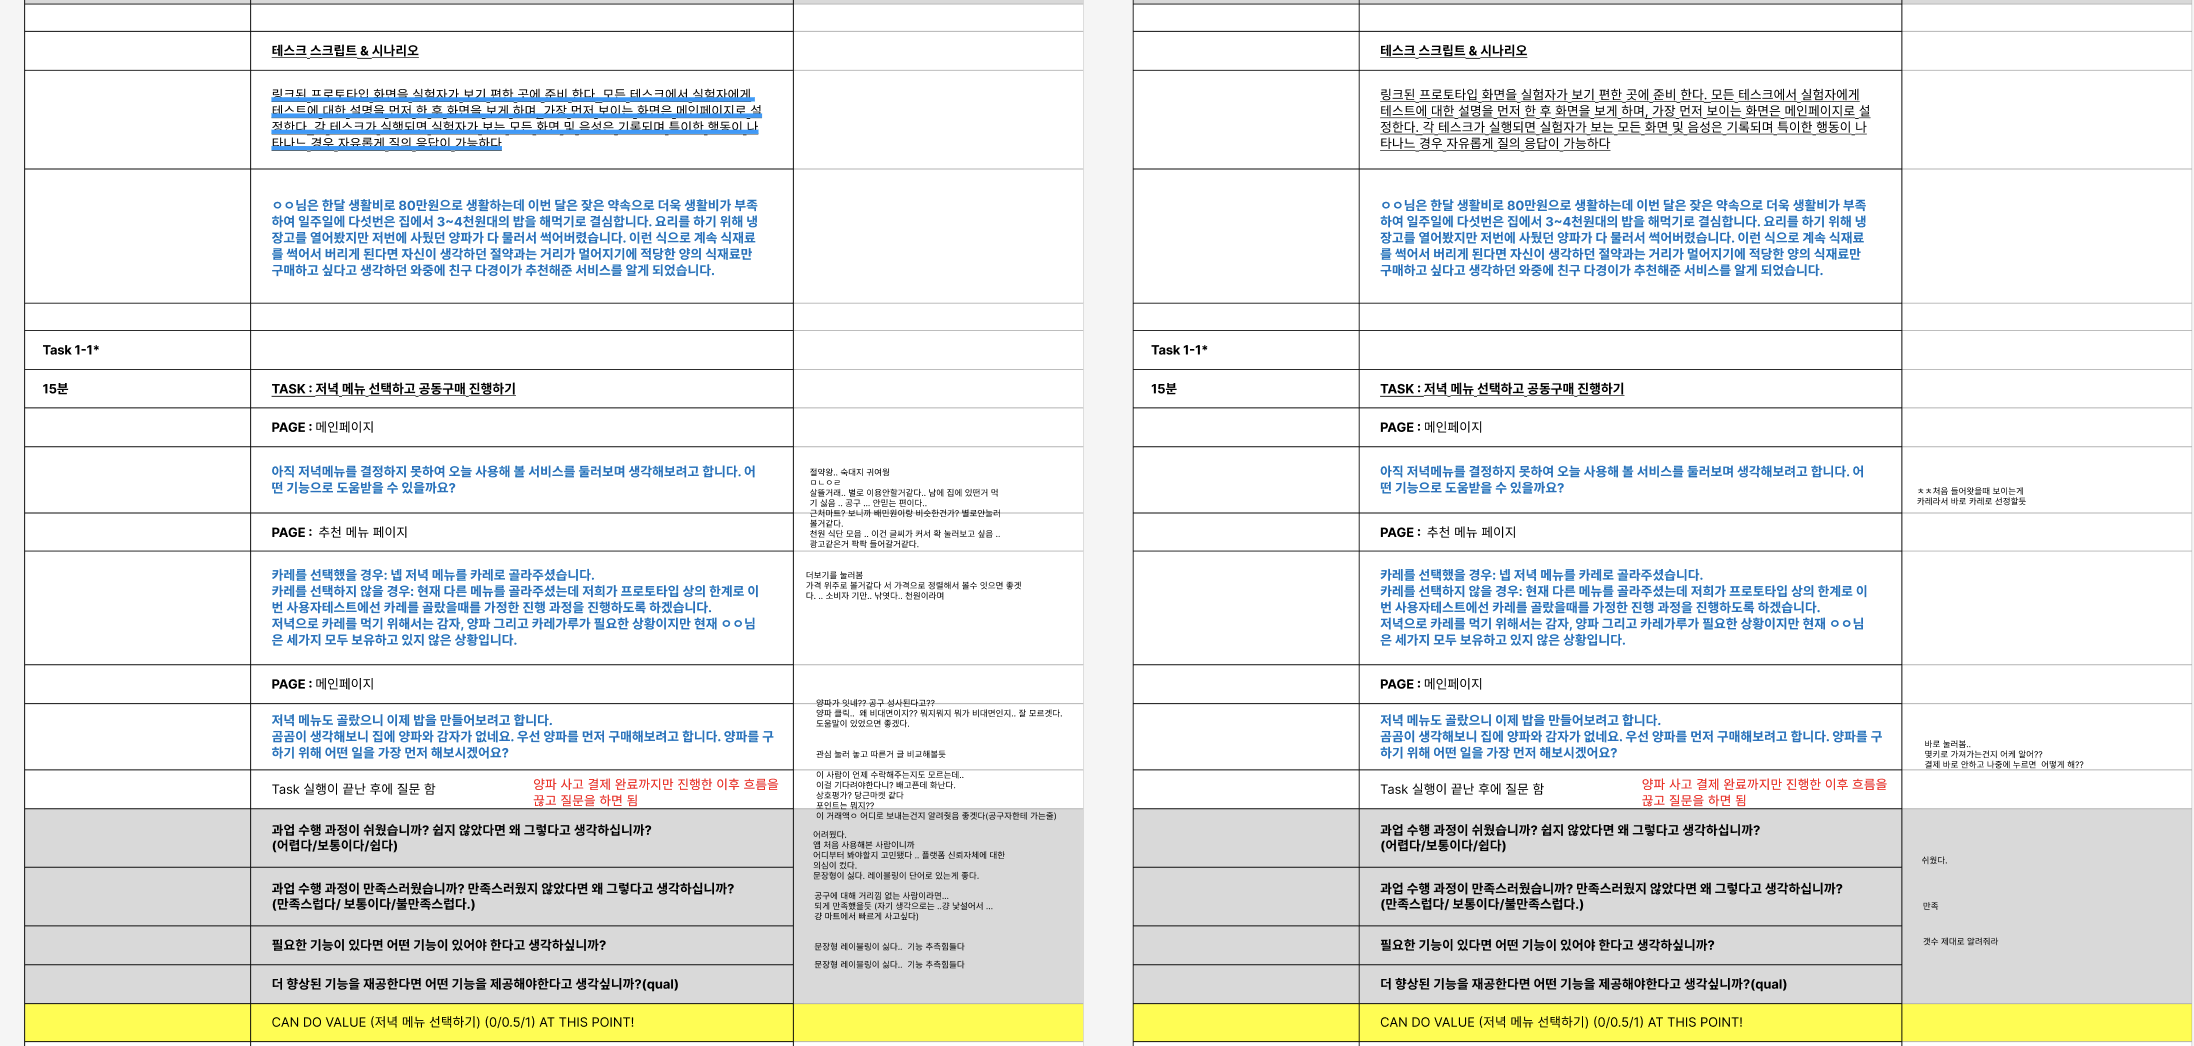 테스크 스크립트 & 시나리오
링크된 프로토타입 화면을 실험자가 보기 편한 곳에 준비 한다. 모든 테스크에서 실험자에게
테스트에 대한 설명을 먼저 한 후 화면을 보게 하며, 가장 먼저 보이는 화면은 메인페이지로 설
정한다. 각 테스크가 실행되면 실험자가 보는 모든 화면 및 음성은 기록되며 특이한 행동이 나
타나느 경우 자유롭게 질의 응답이 가능하다
ㅇㅇ님은 한달 생활비로 80만원으로 생활하는데 이번 달은 잦은 약속으로 더욱 생활비가 부족
하여 일주일에 다섯번은 집에서 3~4천원대의 밥을 해먹기로 결심합니다. 요리를 하기 위해 냉
장고를 열어봤지만 저번에 사뒀던 양파가 다 물러서 썩어버렸습니다. 이런 식으로 계속 식재료
를 썩어서 버리게 된다면 자신이 생각하던 절약과는 거리가 멀어지기에 적당한 양의 식재료만
구매하고 싶다고 생각하던 와중에 친구 다경이가 추천해준 서비스를 알게 되었습니다.
Task 1-1*
15분
TASK : 저녁 메뉴 선택하고 공동구매 진행하기
PAGE : 메인페이지
아직 저녁메뉴를 결정하지 못하여 오늘 사용해 볼 서비스를 둘러보며 생각해보려고 합니다. 어
떤 기능으로 도움받을 수 있을까요?
절약왕.. 숙대지 귀여웡
ㅁㄴㅇㄹ
살뜰거래.. 별로 이용안할거같다.. 남에 집에 있떤거 먹
기 싫음 .. 공구 ... 안믿는 편이다..
근처마트? 보니까 배민원이랑 비슷한건가? 별로안눌러
볼거같다.
천원 식단 모음 .. 이건 글씨가 커서 확 눌러보고 싶음 ..
광고같은거 팍팍 들어갈거같다.
PAGE : 추천 메뉴 페이지
카레를 선택했을 경우: 넵 저녁 메뉴를 카레로 골라주셨습니다.
카레를 선택하지 않을 경우: 현재 다른 메뉴를 골라주셨는데 저희가 프로토타입 상의 한계로 이
번 사용자테스트에선 카레를 골랐을때를 가정한 진행 과정을 진행하도록 하겠습니다.
저녁으로 카레를 먹기 위해서는 감자, 양파 그리고 카레가루가 필요한 상황이지만 현재 ㅇㅇ님
은 세가지 모두 보유하고 있지 않은 상황입니다.
더보기를 눌러봄
가격 위주로 볼거같다 서 가격으로 정렬해서 볼수 잇으면 좋겟
다. .. 소비자 기만.. 낚엿다.. 천원이라며
PAGE : 메인페이지
저녁 메뉴도 골랐으니 이제 밥을 만들어보려고 합니다.
곰곰이 생각해보니 집에 양파와 감자가 없네요. 우선 양파를 먼저 구매해보려고 합니다. 양파를 구
하기 위해 어떤 일을 가장 먼저 해보시겠어요?
양파가 잇네?? 공구 성사된다고??
양파 클릭.. 왜 비대면이지?? 뭐지뭐지 뭐가 비대면인지.. 잘 모르겟다.
도움말이 있었으면 좋겠다.
관심 눌러 놓고 따른거 글 비교해볼듯
이 사람이 언제 수락해주는지도 모르는데..
이걸 기다려야한다니? 배고픈데 화난다.
상호평가? 당근마켓 같다
포인트는 뭐지??
이 거래액ㅇ 어디로 보내는건지 알려줫음 좋겟다(공구자한테 가는줄)
Task 실행이 끝난 후에 질문 함
양파 사고 결제 완료까지만 진행한 이후 흐름을
끊고 질문을 하면 됨
과업 수행 과정이 쉬웠습니까? 쉽지 않았다면 왜 그렇다고 생각하십니까?
(어렵다/보통이다/쉽다)
어려웠다.
앱 처음 사용해본 사람이니까
어디부터 봐야할지 고민됐다 .. 플랫폼 신뢰자체에 대한
의심이 컸다.
문장형이 싫다. 레이블링이 단어로 있는게 좋다.
과업 수행 과정이 만족스러웠습니까? 만족스러웠지 않았다면 왜 그렇다고 생각하십니까?
(만족스럽다/ 보통이다/불만족스럽다.)
공구에 대해 거리낌 없는 사람이라면...
되게 만족했을듯 (자기 생각으로는 ..걍 낯설어서 ...
걍 마트에서 빠르게 사고싶다)
필요한 기능이 있다면 어떤 기능이 있어야 한다고 생각하싶니까?
문장형 레이블링이 싫다.. 기능 추측힘들다
문장형 레이블링이 싫다.. 기능 추측힘들다
더 향상된 기능을 재공한다면 어떤 기능을 제공해야한다고 생각싶니까?(qual)
CAN DO VALUE (저녁 메뉴 선택하기) (0/0.5/1) AT THIS POINT!
테스크 스크립트 & 시나리오
링크된 프로토타입 화면을 실험자가 보기 편한 곳에 준비 한다. 모든 테스크에서 실험자에게
테스트에 대한 설명을 먼저 한 후 화면을 보게 하며, 가장 먼저 보이는 화면은 메인페이지로 설
정한다. 각 테스크가 실행되면 실험자가 보는 모든 화면 및 음성은 기록되며 특이한 행동이 나
타나느 경우 자유롭게 질의 응답이 가능하다
ㅇㅇ님은 한달 생활비로 80만원으로 생활하는데 이번 달은 잦은 약속으로 더욱 생활비가 부족
하여 일주일에 다섯번은 집에서 3~4천원대의 밥을 해먹기로 결심합니다. 요리를 하기 위해 냉
장고를 열어봤지만 저번에 사뒀던 양파가 다 물러서 썩어버렸습니다. 이런 식으로 계속 식재료
를 썩어서 버리게 된다면 자신이 생각하던 절약과는 거리가 멀어지기에 적당한 양의 식재료만
구매하고 싶다고 생각하던 와중에 친구 다경이가 추천해준 서비스를 알게 되었습니다.
Task 1-1*
15분
TASK : 저녁 메뉴 선택하고 공동구매 진행하기
PAGE : 메인페이지
아직 저녁메뉴를 결정하지 못하여 오늘 사용해 볼 서비스를 둘러보며 생각해보려고 합니다. 어
떤 기능으로 도움받을 수 있을까요?
ㅊㅊ처음 들어왓을때 보이는게
카레라서 바로 카레로 선정할듯
PAGE : 추천 메뉴 페이지
카레를 선택했을 경우: 넵 저녁 메뉴를 카레로 골라주셨습니다.
카레를 선택하지 않을 경우: 현재 다른 메뉴를 골라주셨는데 저희가 프로토타입 상의 한계로 이
번 사용자테스트에선 카레를 골랐을때를 가정한 진행 과정을 진행하도록 하겠습니다.
저녁으로 카레를 먹기 위해서는 감자, 양파 그리고 카레가루가 필요한 상황이지만 현재 ㅇㅇ님
은 세가지 모두 보유하고 있지 않은 상황입니다.
PAGE : 메인페이지
저녁 메뉴도 골랐으니 이제 밥을 만들어보려고 합니다.
곰곰이 생각해보니 집에 양파와 감자가 없네요. 우선 양파를 먼저 구매해보려고 합니다. 양파를 구
하기 위해 어떤 일을 가장 먼저 해보시겠어요?
바로 눌러봄..
몇키로 가져가는건지 어케 알어??
결제 바로 안하고 나중에 누르면 어떻게 해??
Task 실행이 끝난 후에 질문 함
양파 사고 결제 완료까지만 진행한 이후 흐름을
끊고 질문을 하면 됨
과업 수행 과정이 쉬웠습니까? 쉽지 않았다면 왜 그렇다고 생각하십니까?
(어렵다/보통이다/쉽다)
쉬웠다.
과업 수행 과정이 만족스러웠습니까? 만족스러웠지 않았다면 왜 그렇다고 생각하십니까?
(만족스럽다/ 보통이다/불만족스럽다.)
만족
필요한 기능이 있다면 어떤 기능이 있어야 한다고 생각하싶니까?
갯수 제대로 알려줘라
더 향상된 기능을 재공한다면 어떤 기능을 제공해야한다고 생각싶니까?(qual)
CAN DO VALUE (저녁 메뉴 선택하기) (0/0.5/1) AT THIS POINT!